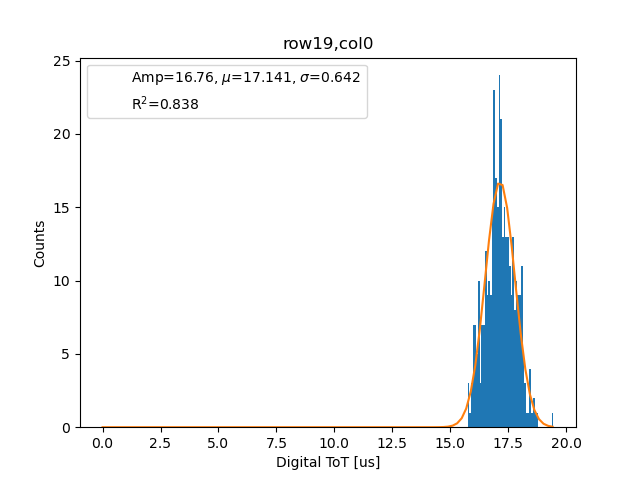 row19,col0
Amp=16.76, μ=17.141, σ=0.642
R²=0.838
Counts
25
20
15
10
5
0
0.0 2.5 5.0 7.5 10.0 12.5 15.0 17.5 20.0
Digital ToT [us]